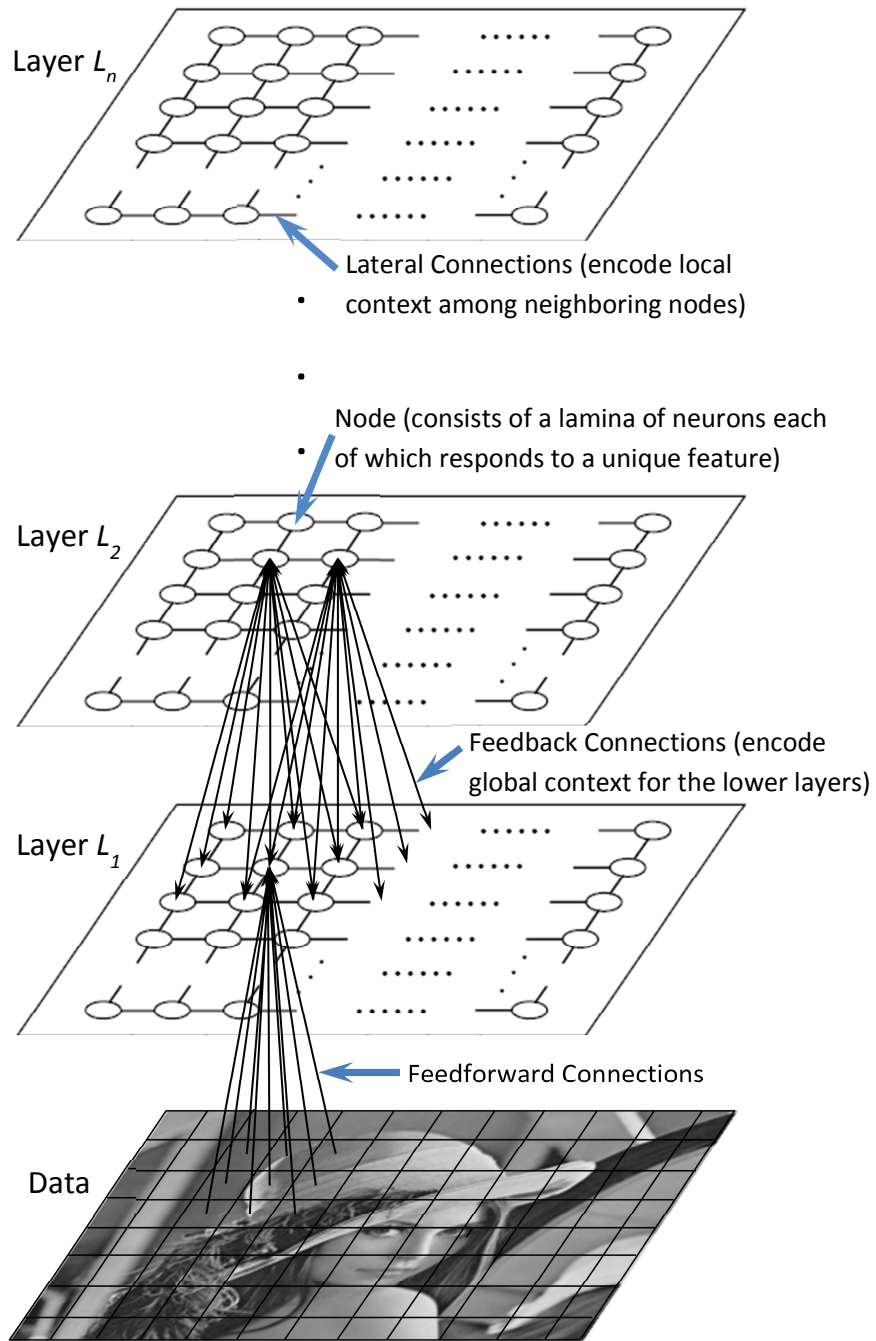 Layer Ln
Lateral Connections (encode local
context among neighboring nodes)
Node (consists of a lamina of neurons each
of which responds to a unique feature)
Layer L2
Feedback Connections (encode
global context for the lower layers)
Layer L1
Feedforward Connections
Data